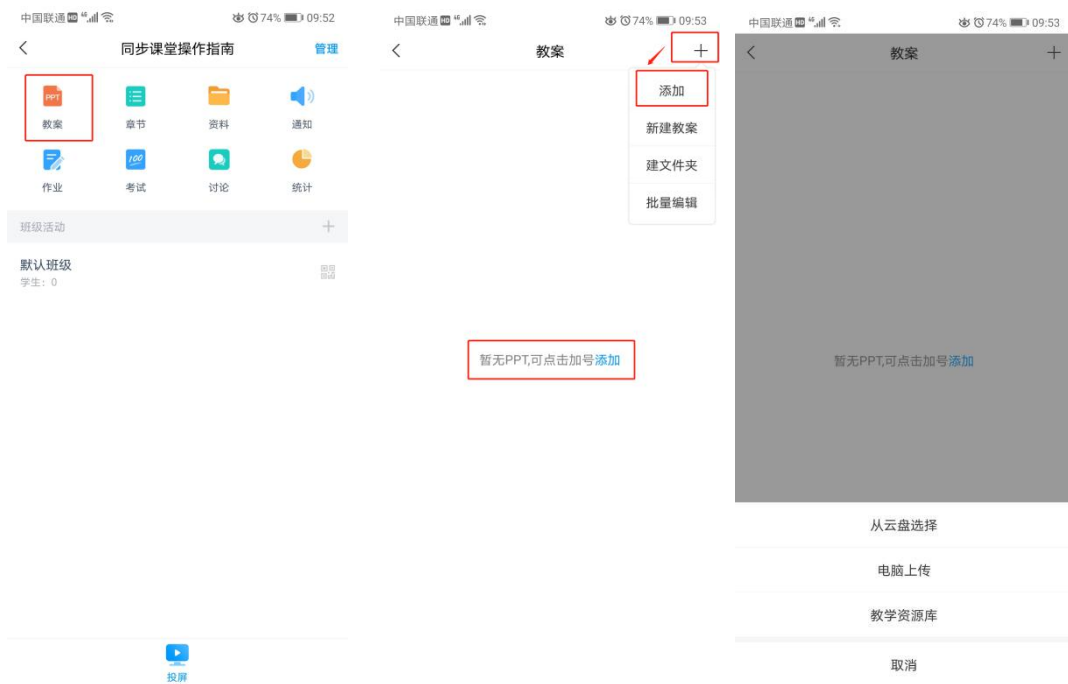 中国联通 HD 4G 74% 09:52
同步课堂操作指南 管理
PPT
教案 章节 资料 通知
100
作业 考试 讨论 统计
班级活动
默认班级
学生：0
投屏
中国联通 HD 4G 74% 09:53
教案
添加
新建教案
建文件夹
批量编辑
暂无PPT,可点击加号添加
中国联通 HD 4G 74% 09:53
教案
暂无PPT,可点击加号添加
从云盘选择
电脑上传
教学资源库
取消